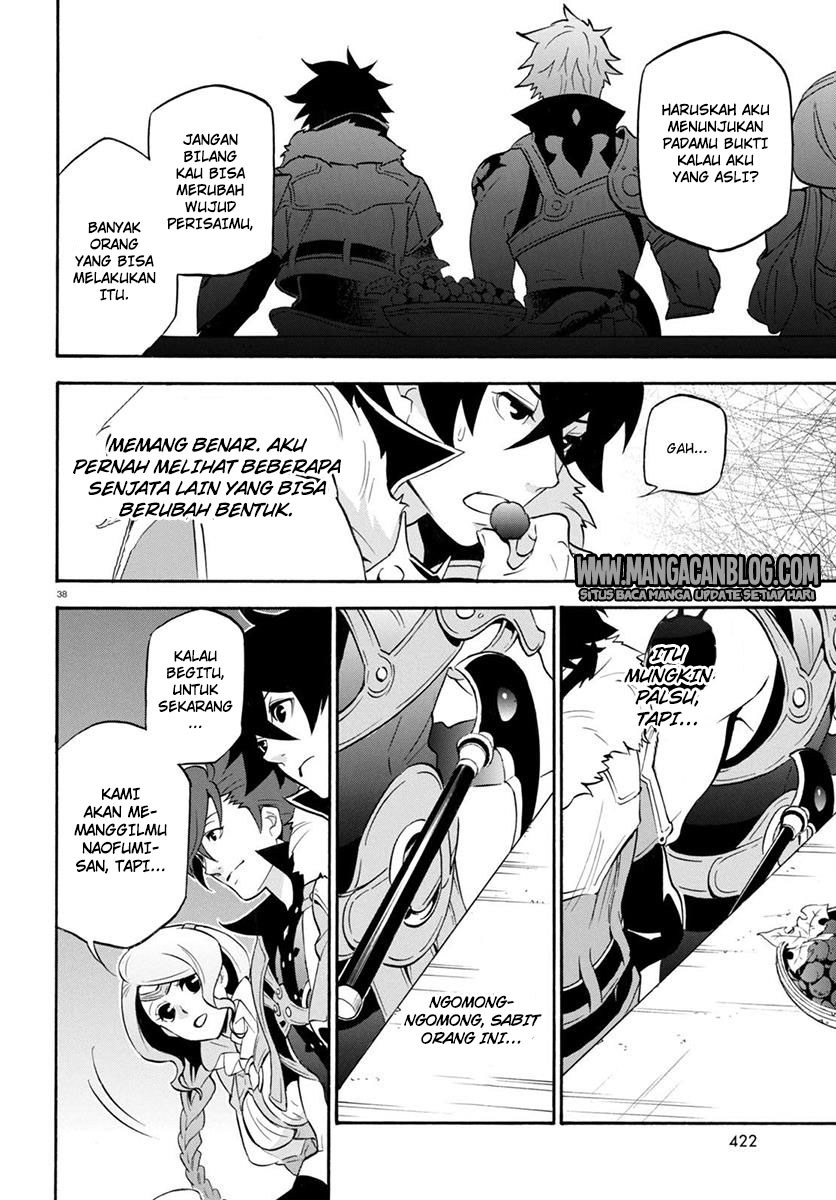 HARUSKAH AKU
MENUNJUKAN
PADAMU BUKTI
KALAU AKU
YANG ASLI?
JANGAN
BILANG
KAU BISA
MERUBAH
WUJUD
PERISAIMU,
BANYAK
ORANG
YANG BISA
MELAKUKAN
ITU.
GAH...
MEMANG BENAR. AKU
PERNAH MELIHAT BEBERAPA
SENJATA LAIN YANG BISA
BERUBAH BENTUK.
WWW.MANGACANBLOG.COM
SITUS BACA MANGA UPDATE SETIAP HARI
38
ITU
MUNGKIN
PALSU,
TAPI...
NGOMONG-
NGOMONG, SABIT
ORANG INI...
KALAU
BEGITU,
UNTUK
SEKARANG
...
KAMI
AKAN ME-
MANGGILMU
NAOFUMI-
SAN, TAPI...
422